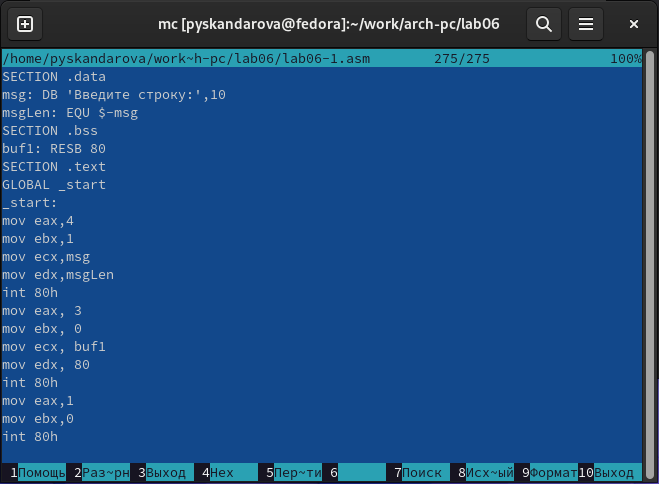 mc [pyskandarova@fedora]:~/work/arch-pc/lab06
/home/pyskandarova/work~h-pc/lab06/lab06-1.asm 275/275 100%
SECTION .data
msg: DB 'Введите строку:',10
msgLen: EQU $-msg
SECTION .bss
buf1: RESB 80
SECTION .text
GLOBAL _start
_start:
mov eax,4
mov ebx,1
mov ecx,msg
mov edx,msgLen
int 80h
mov eax, 3
mov ebx, 0
mov ecx, buf1
mov edx, 80
int 80h
mov eax,1
mov ebx,0
int 80h
1Помощь 2Раз~рн 3Выход 4Hex 5Пер~ти 6 7Поиск 8Исх~ый 9Формат 10Выход